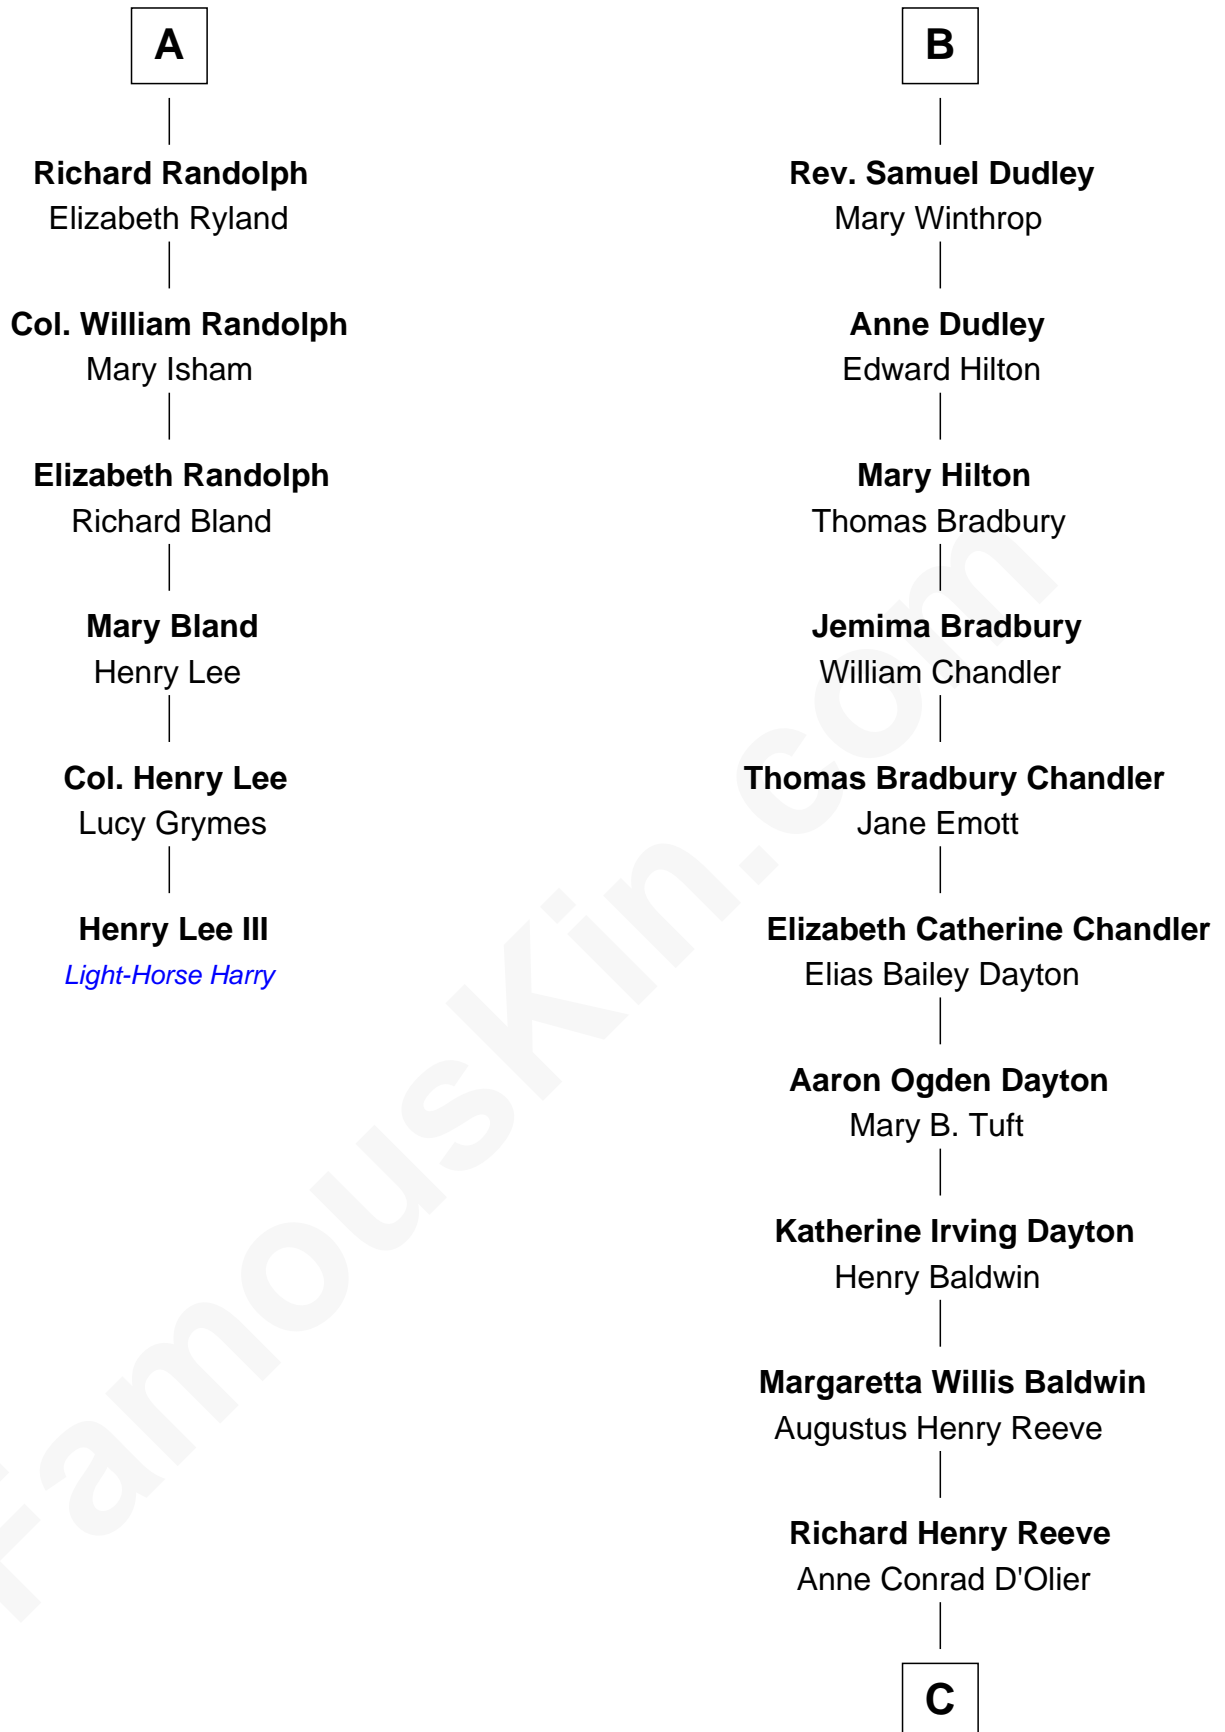 A
Richard Randolph
Elizabeth Ryland
Col. William Randolph
Mary Isham
Elizabeth Randolph
Richard Bland
Mary Bland
Henry Lee
Col. Henry Lee
Lucy Grymes
Henry Lee III
Light-Horse Harry
B
Rev. Samuel Dudley
Mary Winthrop
Anne Dudley
Edward Hilton
Mary Hilton
Thomas Bradbury
Jemima Bradbury
William Chandler
Thomas Bradbury Chandler
Jane Emott
Elizabeth Catherine Chandler
Elias Bailey Dayton
Aaron Ogden Dayton
Mary B. Tuft
Katherine Irving Dayton
Henry Baldwin
Margaretta Willis Baldwin
Augustus Henry Reeve
Richard Henry Reeve
Anne Conrad D'Olier
C
FamousKin.com